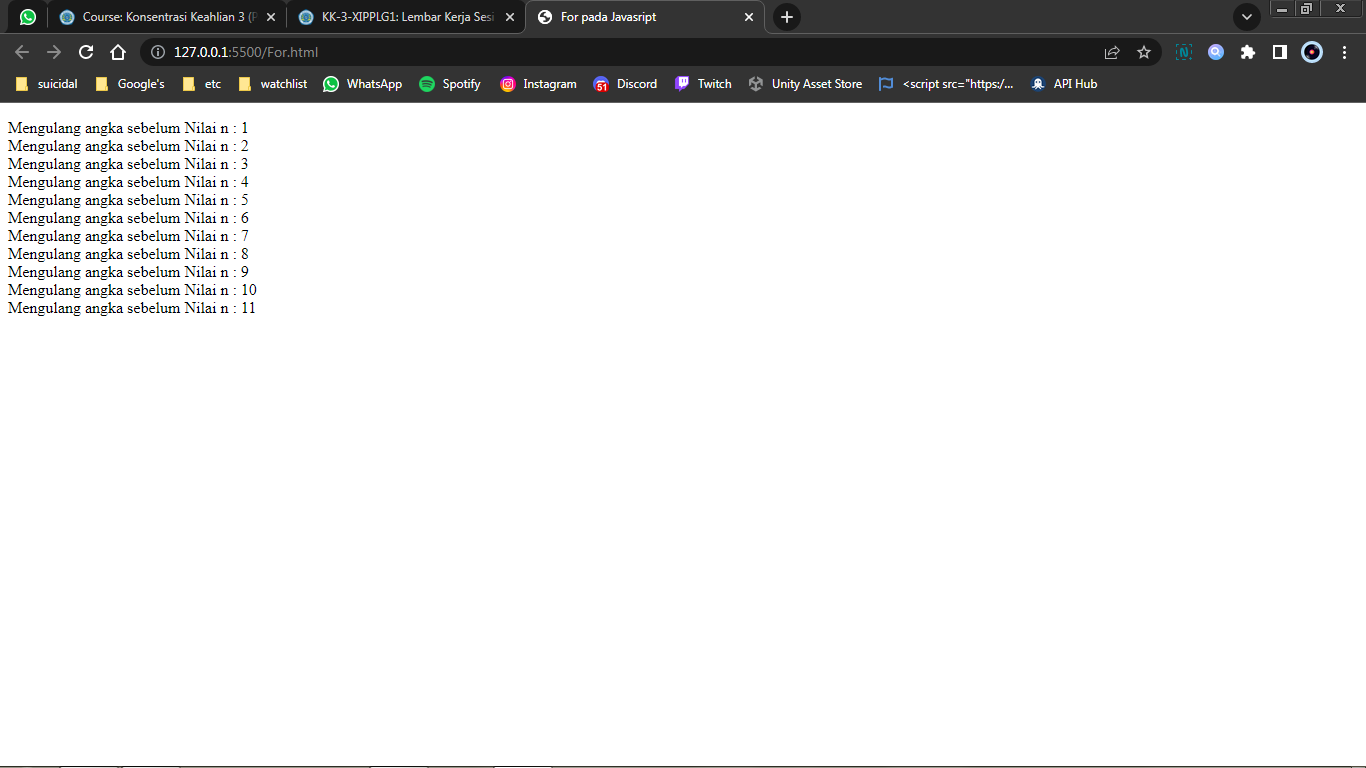 Course: Konsentrasi Keahlian 3 (P
KK-3-XIPPLG1: Lembar Kerja Sesi
For pada Javasript
127.0.0.1:5500/For.html
suicidal
Google's
etc
watchlist
WhatsApp
Spotify
Instagram
51
Discord
Twitch
Unity Asset Store
<script src="https:/...
API Hub
N
Mengulang angka sebelum Nilai n : 1
Mengulang angka sebelum Nilai n : 2
Mengulang angka sebelum Nilai n : 3
Mengulang angka sebelum Nilai n : 4
Mengulang angka sebelum Nilai n : 5
Mengulang angka sebelum Nilai n : 6
Mengulang angka sebelum Nilai n : 7
Mengulang angka sebelum Nilai n : 8
Mengulang angka sebelum Nilai n : 9
Mengulang angka sebelum Nilai n : 10
Mengulang angka sebelum Nilai n : 11